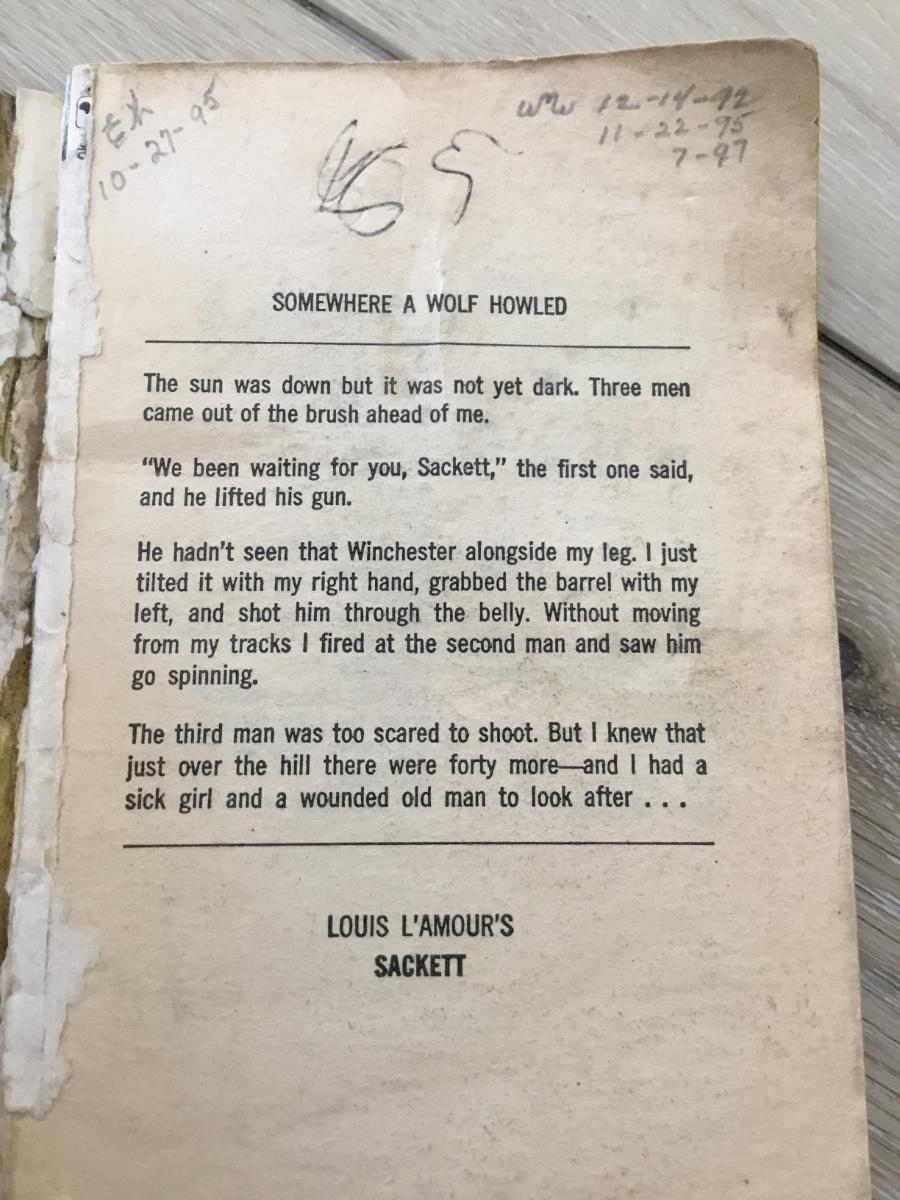 10-27-95
12-14-92
11-22-95
7-97
SOMEWHERE A WOLF HOWLED
The sun was down but it was not yet dark. Three men
came out of the brush ahead of me.
“We been waiting for you, Sackett,” the first one said,
and he lifted his gun.
He hadn't seen that Winchester alongside my leg. I just
tilted it with my right hand, grabbed the barrel with my
left, and shot him through the belly. Without moving
from my tracks I fired at the second man and saw him
go spinning.
The third man was too scared to shoot. But I knew that
just over the hill there were forty more—and I had a
sick girl and a wounded old man to look after . . .
LOUIS L'AMOUR'S
SACKETT